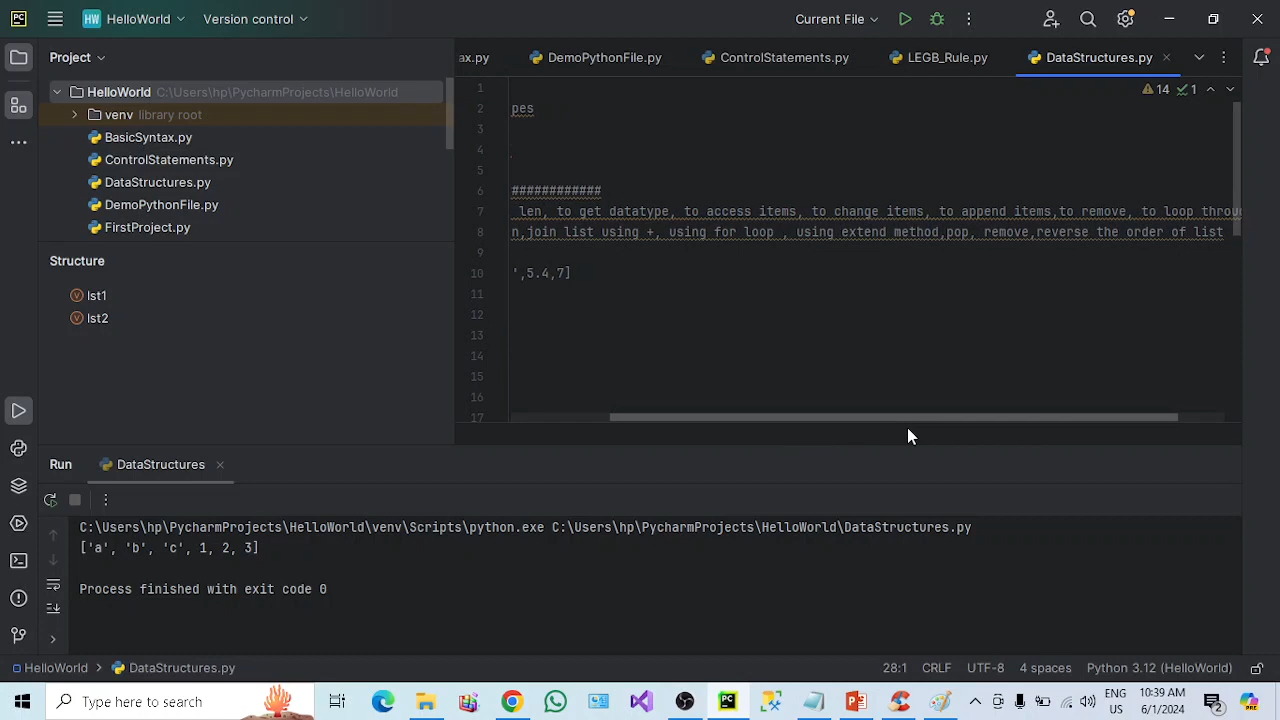 PC HW HelloWorld Version control Current File
Project
ax.py DemoPythonFile.py ControlStatements.py LEGB_Rule.py DataStructures.py
HelloWorld C:\Users\hp\PycharmProjects\HelloWorld
venv library root
BasicSyntax.py
ControlStatements.py
DataStructures.py
DemoPythonFile.py
FirstProject.py
Structure
lst1
lst2
14 1
1
2 pes
3
4
5
6 ############
7 len, to get datatype, to access items, to change items, to append items,to remove, to loop throu
8 n,join list using +, using for loop , using extend method,pop, remove,reverse the order of list
9
10 ',5.4,7]
11
12
13
14
15
16
17
Run DataStructures
C:\Users\hp\PycharmProjects\HelloWorld\venv\Scripts\python.exe C:\Users\hp\PycharmProjects\HelloWorld\DataStructures.py
['a', 'b', 'c', 1, 2, 3]
Process finished with exit code 0
HelloWorld DataStructures.py 28:1 CRLF UTF-8 4 spaces Python 3.12 (HelloWorld)
Type here to search
ENG
US
10:39 AM
6/1/2024
2